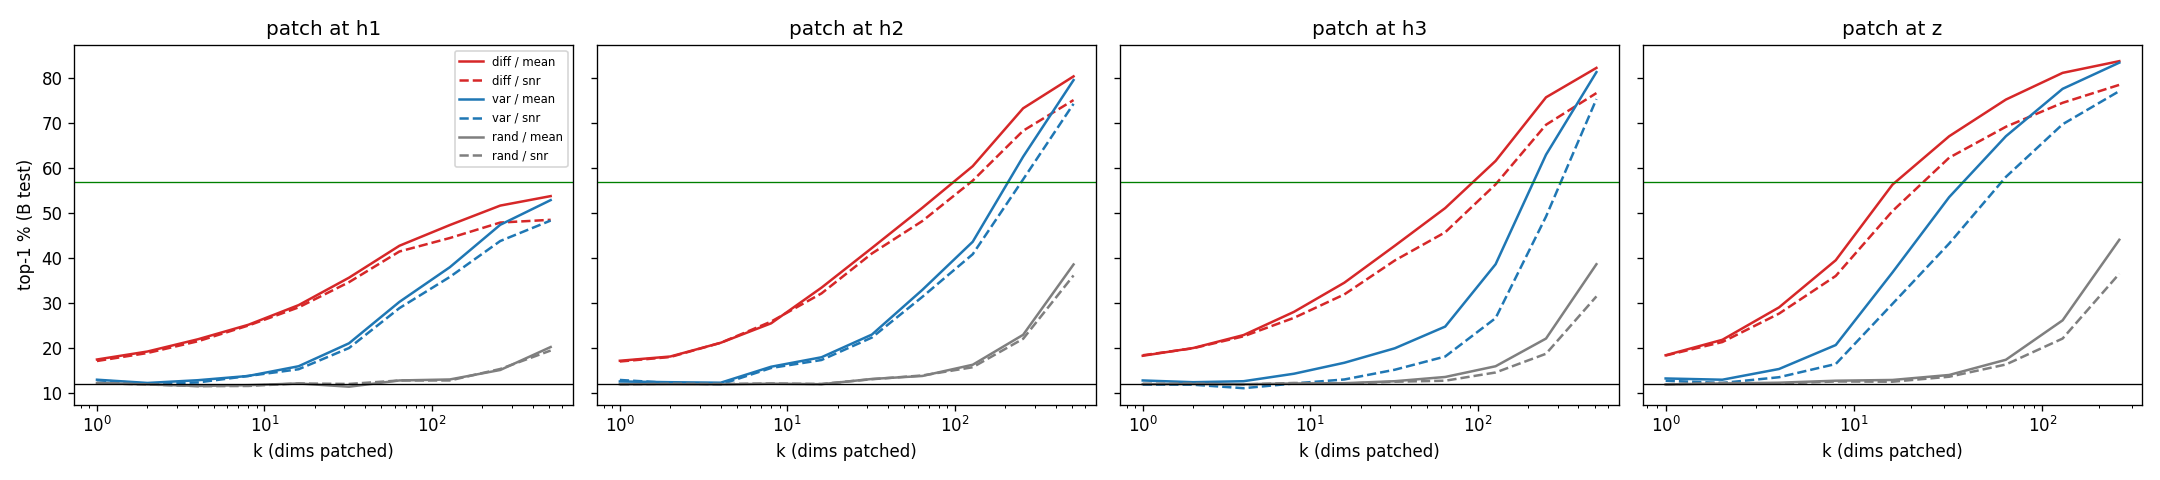 patch at h1
patch at h2
patch at h3
patch at z
diff / mean
diff / snr
var / mean
var / snr
rand / mean
rand / snr
top-1 % (B test)
80
70
60
50
40
30
20
10
10⁰ 10¹ 10²
10⁰ 10¹ 10²
10⁰ 10¹ 10²
10⁰ 10¹ 10²
k (dims patched)
k (dims patched)
k (dims patched)
k (dims patched)